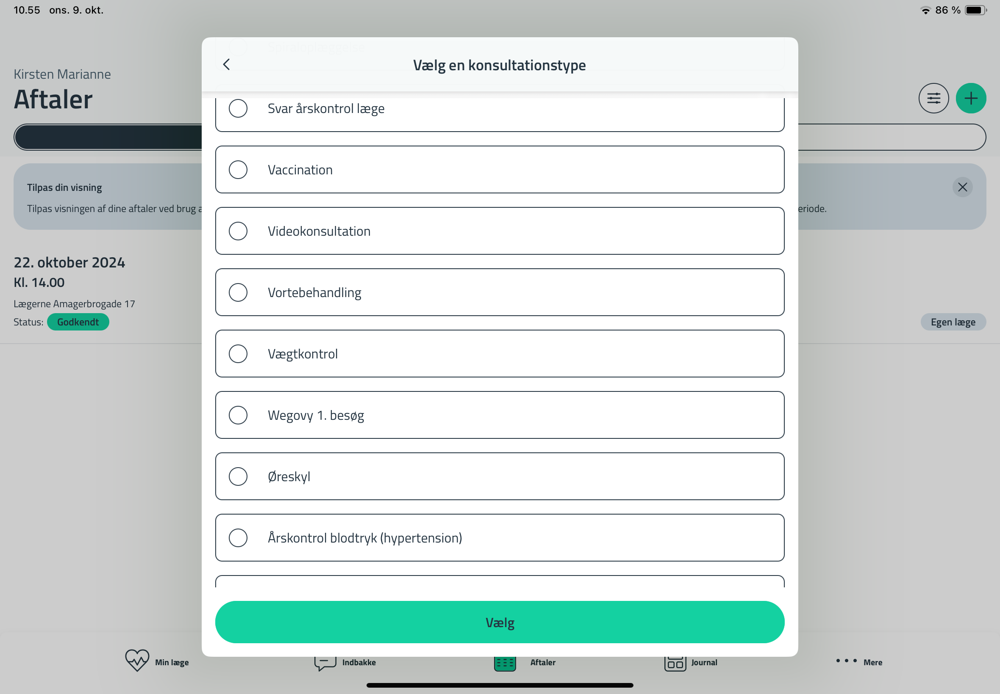 10.55 ons. 9. okt.
86 %
Kirsten Marianne
Aftaler
Tilpas din visning
Tilpas visningen af dine aftaler ved brug a
eriode.
22. oktober 2024
Kl. 14.00
Lægerne Amagerbrogade 17
Status: Godkendt
Egen læge
Spiraloplæggelse
Vælg en konsultationstype
Svar årskontrol læge
Vaccination
Videokonsultation
Vortebehandling
Vægtkontrol
Wegovy 1. besøg
Øreskyl
Årskontrol blodtryk (hypertension)
Vælg
Min læge
Indbakke
Aftaler
Journal
Mere